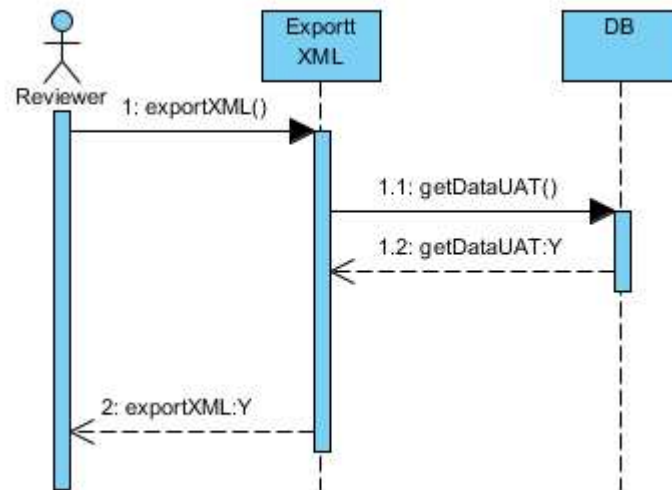 Exportt
XML
DB
Reviewer
1: exportXML()
1.1: getDataUAT()
1.2: getDataUAT:Y
2: exportXML:Y